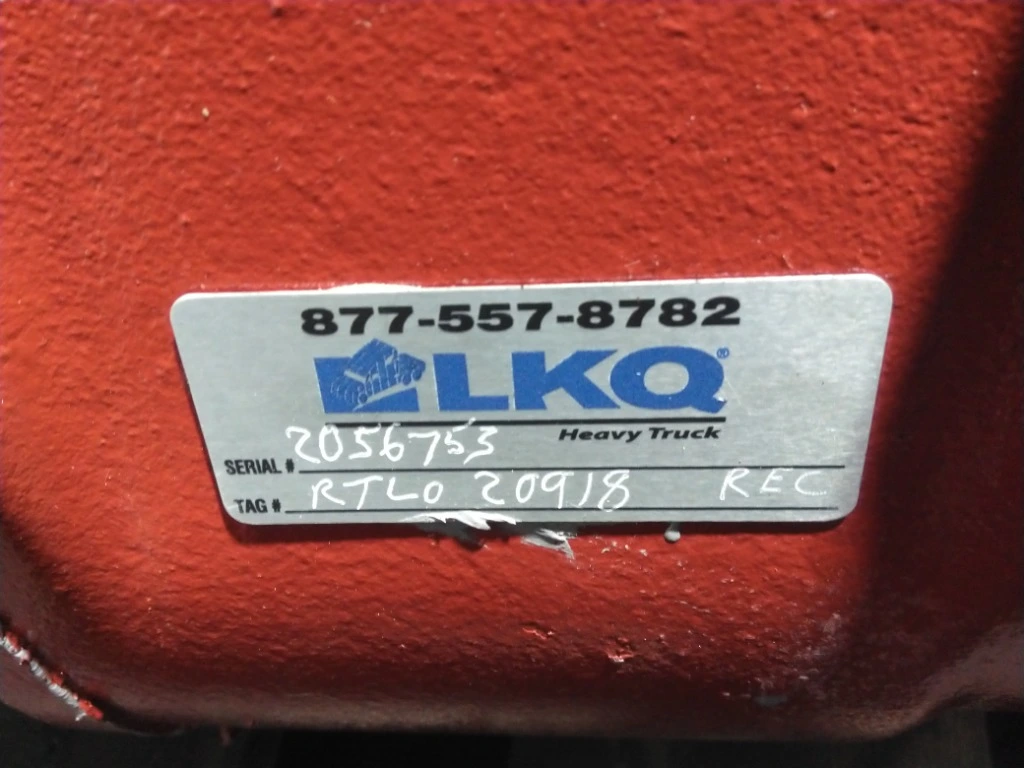 877-557-8782
LKQ®
Heavy Truck
SERIAL # 2056753
TAG # RTLO 20918 REC